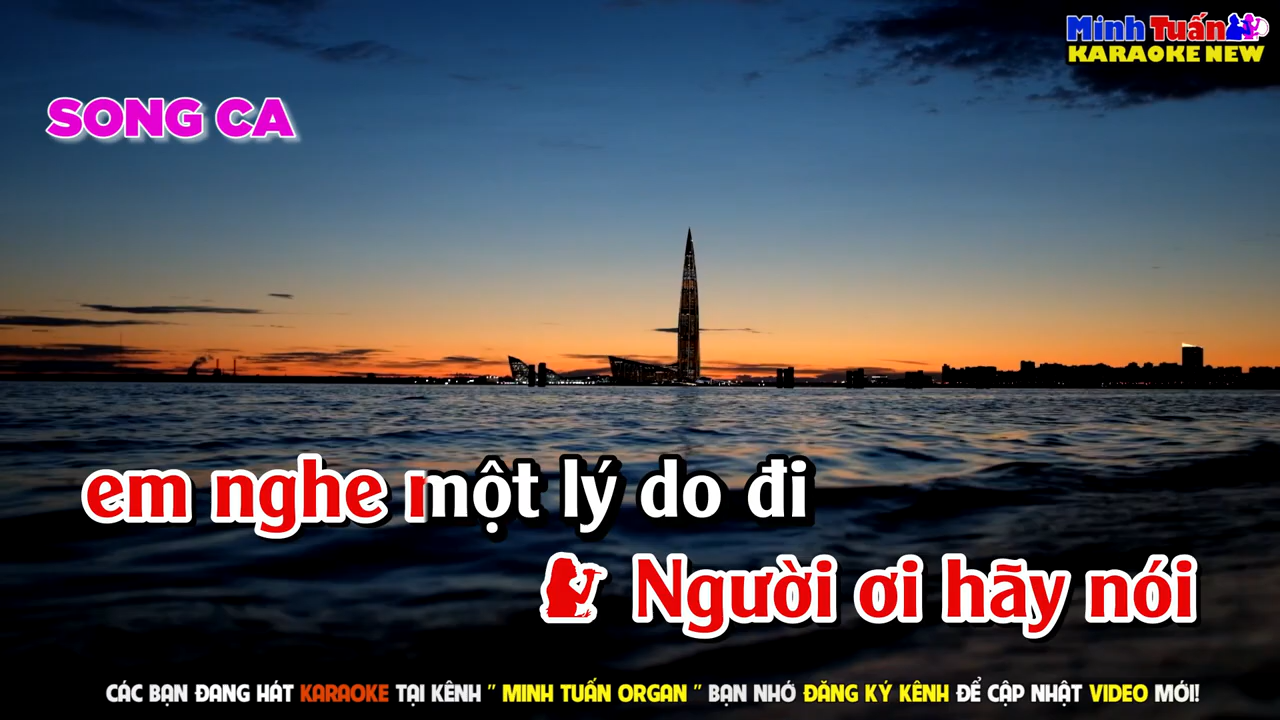 Minh Tuấn
KARAOKE NEW
SONG CA
em nghe một lý do đi
Người ơi hãy nói
CÁC BẠN ĐANG HÁT KARAOKE TẠI KÊNH " MINH TUẤN ORGAN " BẠN NHỚ ĐĂNG KÝ KÊNH ĐỂ CẬP NHẬT VIDEO MỚI!